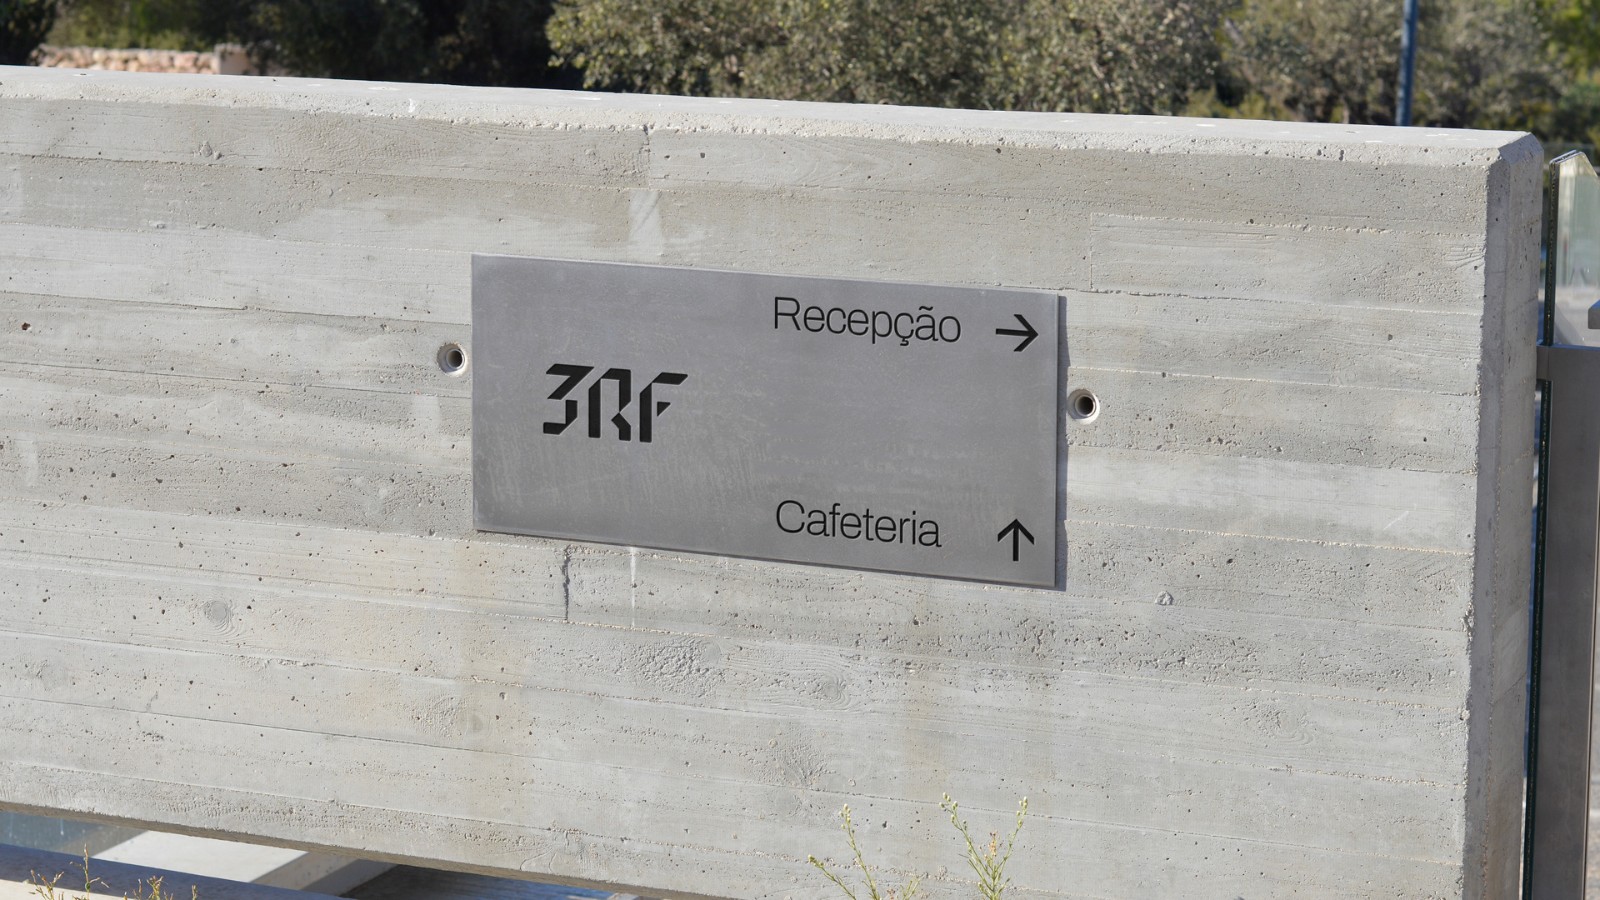 3RF
Recepção →
Cafeteria ↑